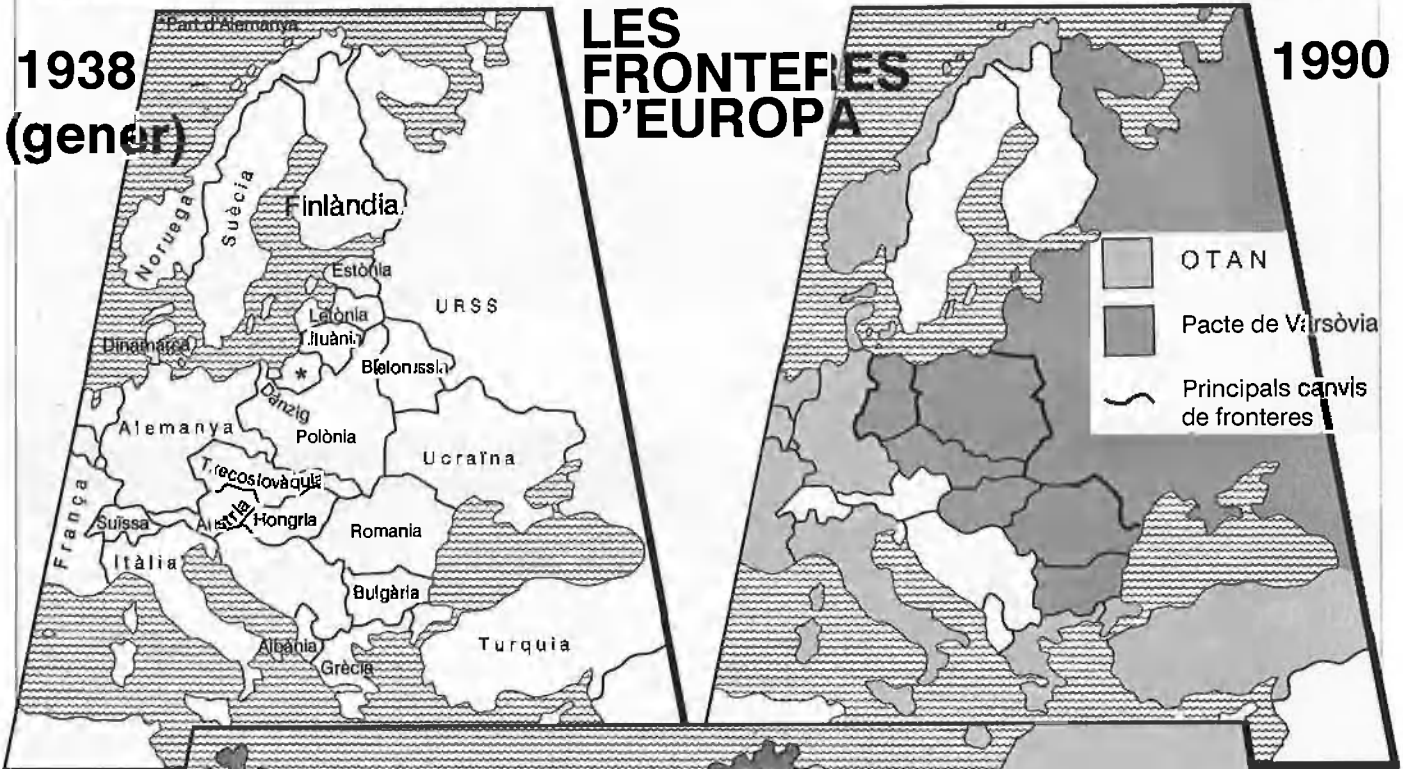 *Part d'Alemanya
1938
(gener)
LES
FRONTERES
D'EUROPA
1990
Noruega
Suècia
Finlàndia
Estònia
Letònia
Lituània
URSS
Dinamarca
*
Bielorússia
Danzig
Alemanya
Polònia
Ucraïna
Txecoslovàquia
França
Suïssa
Àustria
Hongria
Romania
Itàlia
Bulgària
Albània
Grècia
Turquia
OTAN
Pacte de Varsòvia
Principals canvis
de fronteres